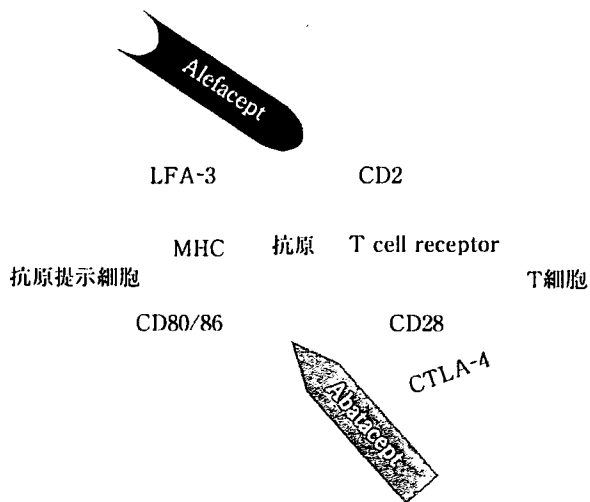 Alefacept
LFA-3
CD2
MHC
抗原
T cell receptor
抗原提示細胞
T細胞
CD80/86
CD28
CTLA-4
Abatacept